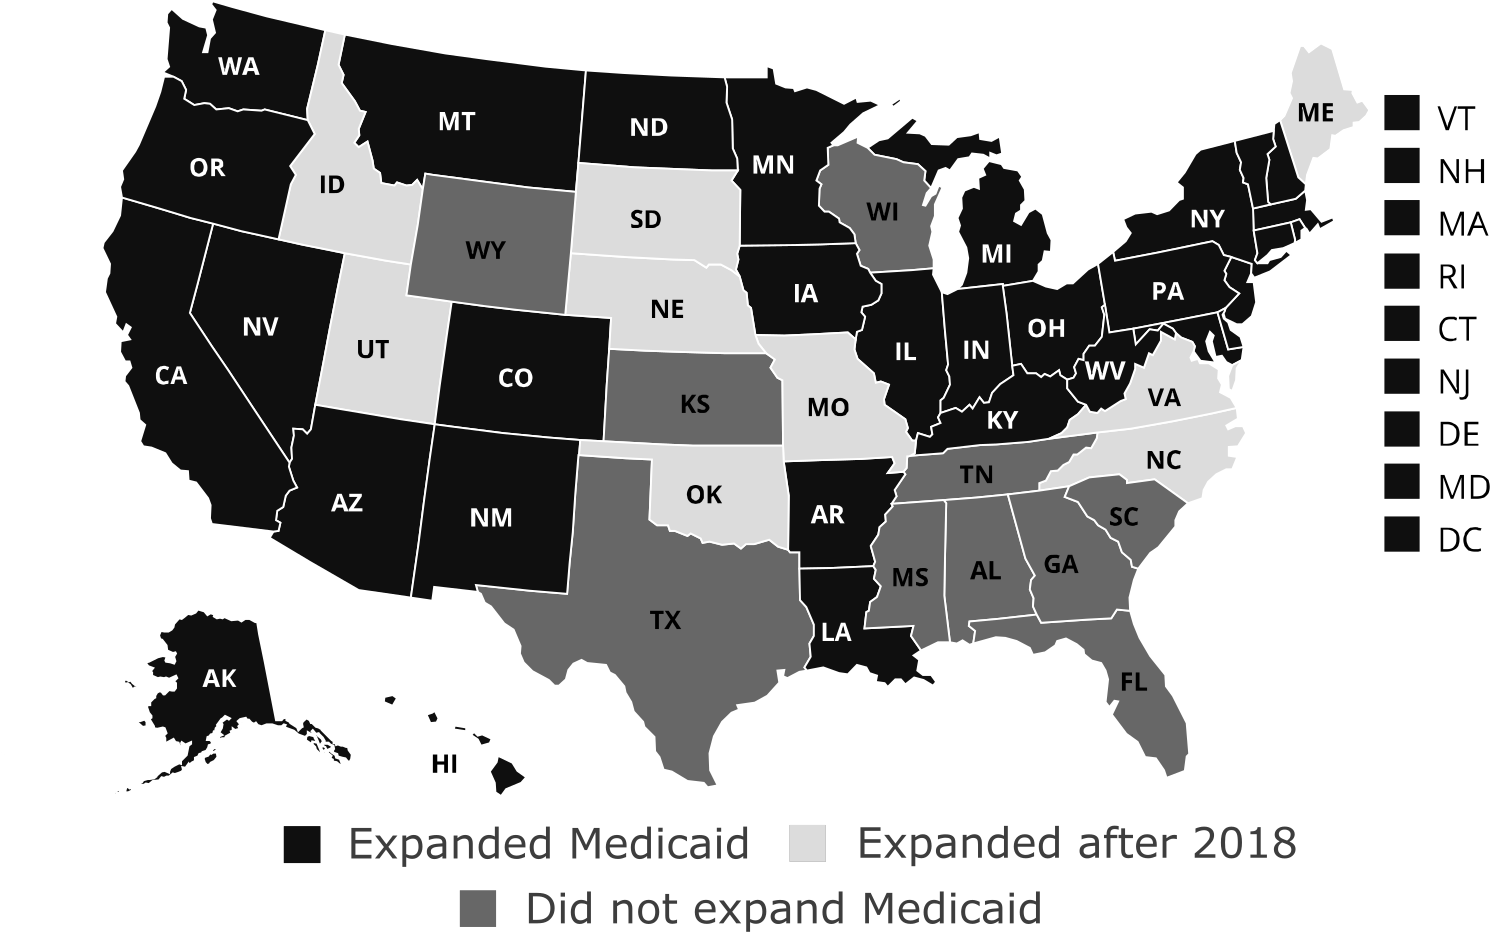 WA
MT
ND
MN
ME
VT
OR
ID
SD
WI
NH
WY
MI
NY
MA
NV
UT
NE
IA
PA
RI
CA
CO
KS
IL
IN
OH
CT
MO
KY
WV
VA
NJ
AZ
NM
OK
AR
TN
NC
DE
TX
LA
MS
AL
GA
SC
MD
AK
HI
FL
DC
Expanded Medicaid
Expanded after 2018
Did not expand Medicaid